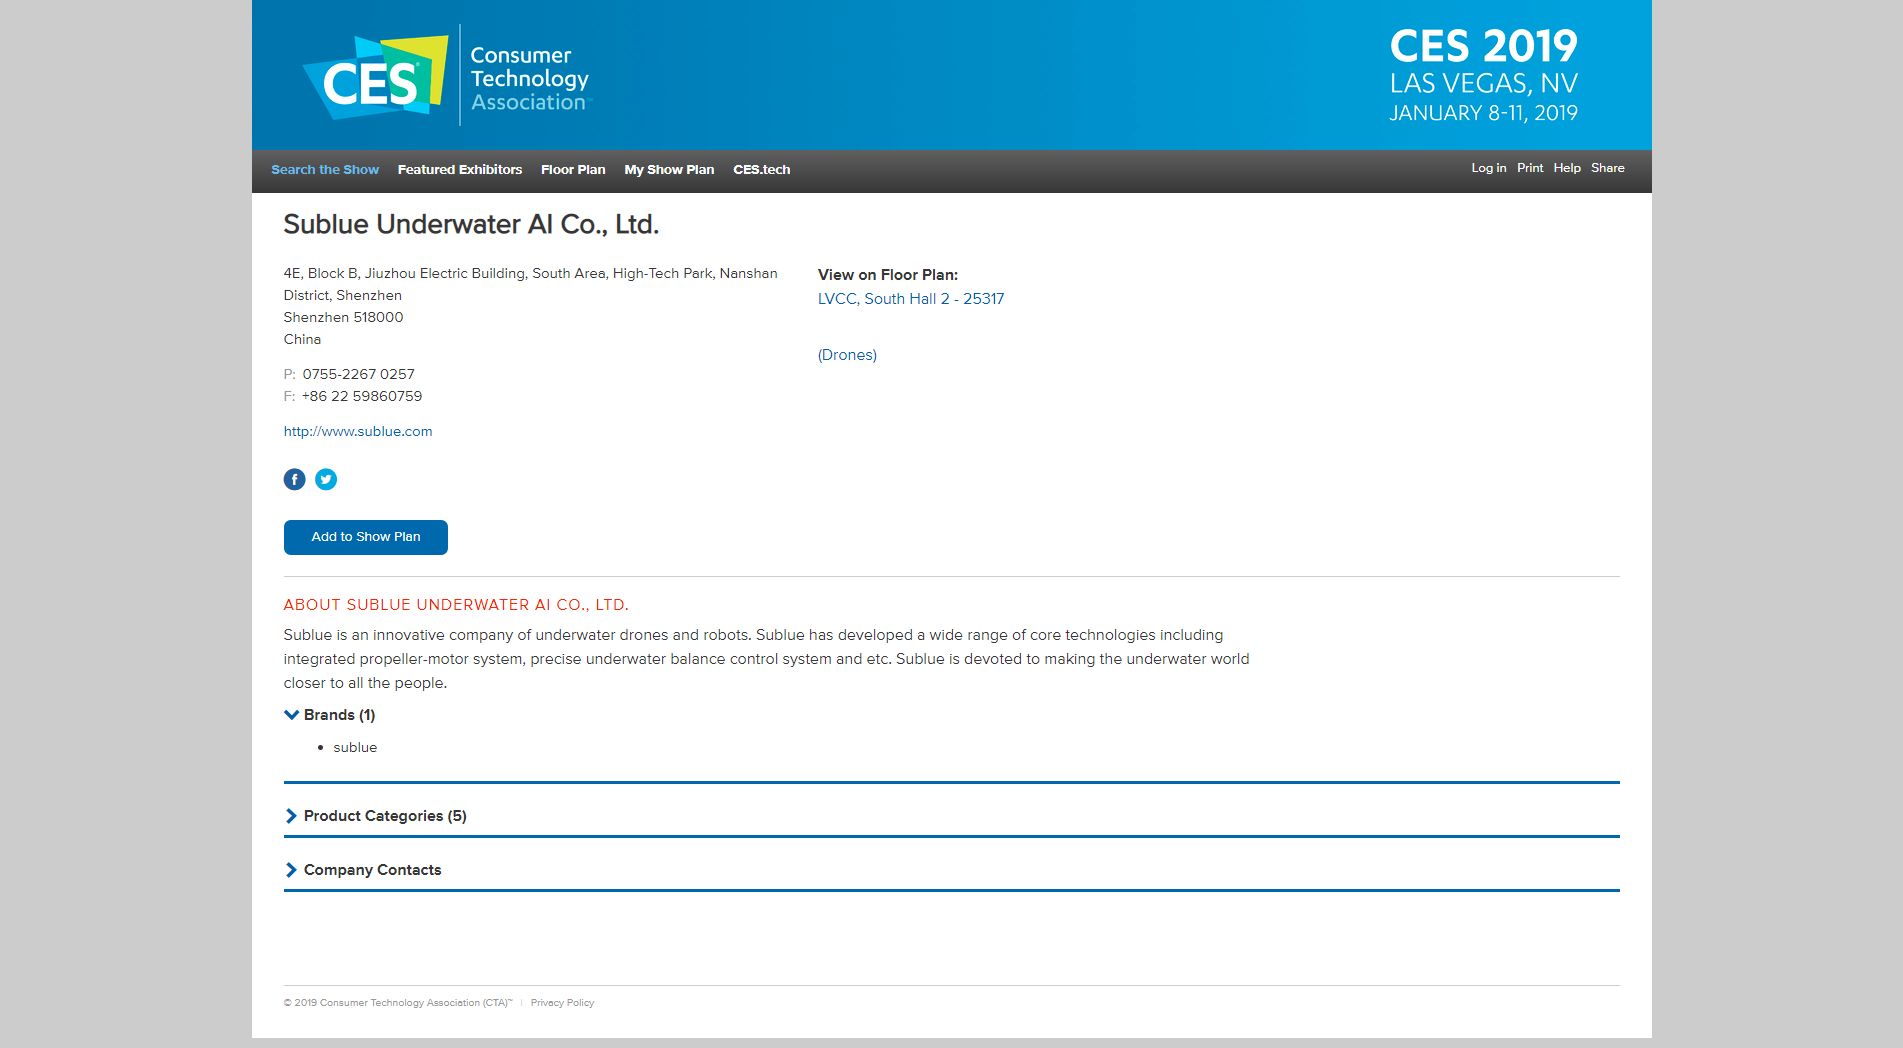 CES
Consumer
Technology
Association™
CES 2019
LAS VEGAS, NV
JANUARY 8-11, 2019
Search the Show Featured Exhibitors Floor Plan My Show Plan CES.tech
Log in Print Help Share
Sublue Underwater AI Co., Ltd.
4E, Block B, Jiuzhou Electric Building, South Area, High-Tech Park, Nanshan
District, Shenzhen
Shenzhen 518000
China
P: 0755-2267 0257
F: +86 22 59860759
http://www.sublue.com
View on Floor Plan:
LVCC, South Hall 2 - 25317
(Drones)
Add to Show Plan
ABOUT SUBLUE UNDERWATER AI CO., LTD.
Sublue is an innovative company of underwater drones and robots. Sublue has developed a wide range of core technologies including
integrated propeller-motor system, precise underwater balance control system and etc. Sublue is devoted to making the underwater world
closer to all the people.
Brands (1)
• sublue
Product Categories (5)
Company Contacts
© 2019 Consumer Technology Association (CTA)™ | Privacy Policy